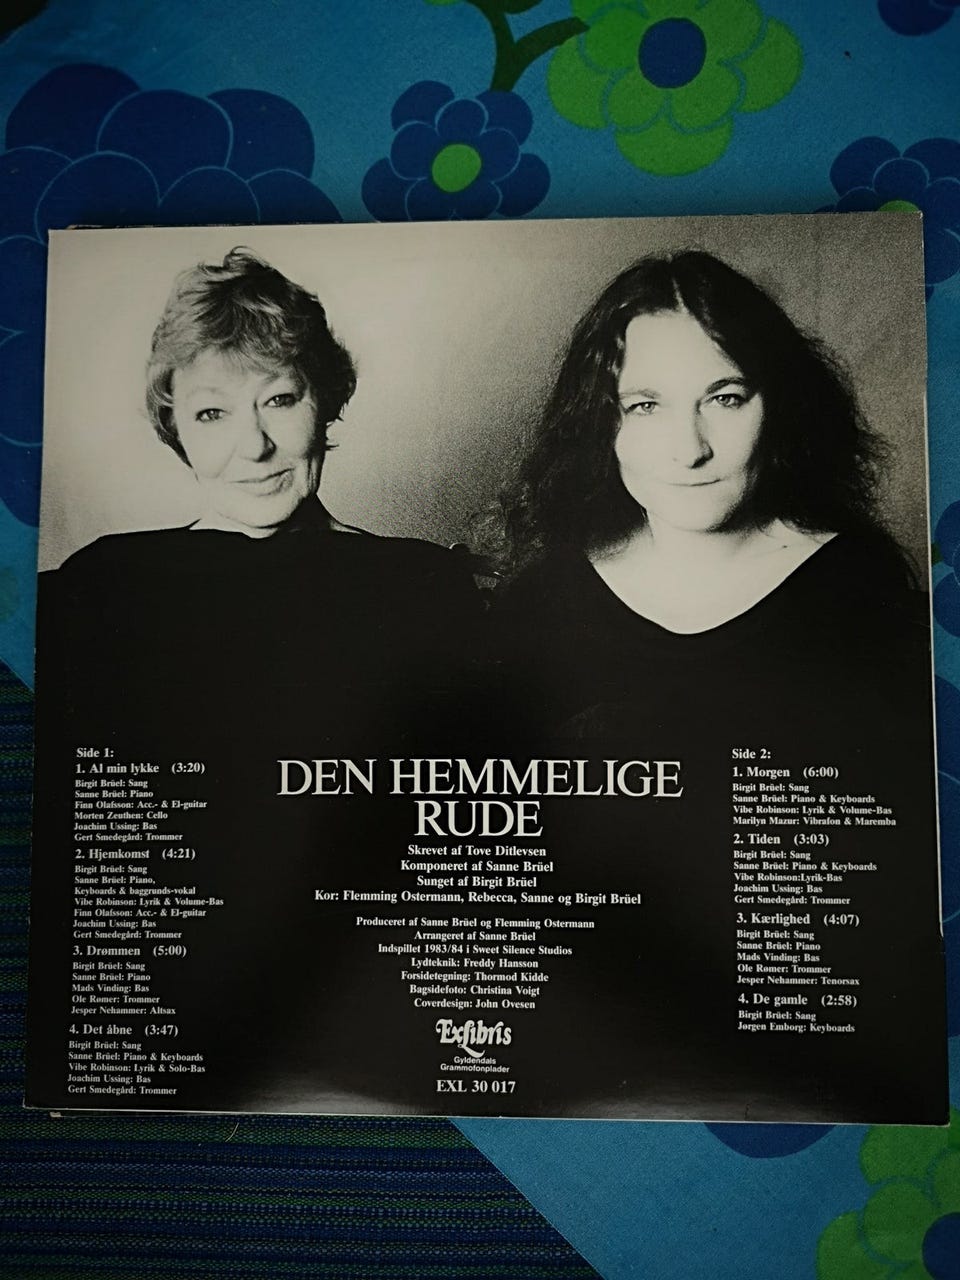 Side 1:
1. Al min lykke (3:20)
Birgit Brüel: Sang
Sanne Brüel: Piano
Finn Olafsson: Acc.- & El-guitar
Morten Zeuthen: Cello
Joachim Ussing: Bas
Gert Smedegård: Trommer
2. Hjemkomst (4:21)
Birgit Brüel: Sang
Sanne Brüel: Piano,
Keyboards & baggrunds-vokal
Vibe Robinson: Lyrik & Volume-Bas
Finn Olafsson: Acc.- & El-guitar
Joachim Ussing: Bas
Gert Smedegård: Trommer
3. Drømmen (5:00)
Birgit Brüel: Sang
Sanne Brüel: Piano
Mads Vinding: Bas
Ole Rømer: Trommer
Jesper Nehammer: Altsax
4. Det åbne (3:47)
Birgit Brüel: Sang
Sanne Brüel: Piano & Keyboards
Vibe Robinson: Lyrik & Solo-Bas
Joachim Ussing: Bas
Gert Smedegård: Trommer
DEN HEMMELIGE
RUDE
Skrevet af Tove Ditlevsen
Komponeret af Sanne Brüel
Sunget af Birgit Brüel
Kor: Flemming Ostermann, Rebecca, Sanne og Birgit Brüel
Produceret af Sanne Brüel og Flemming Ostermann
Arrangeret af Sanne Brüel
Indspillet 1983/84 i Sweet Silence Studios
Lydteknik: Freddy Hansson
Forsidetegning: Thormod Kidde
Bagsidefoto: Christina Voigt
Coverdesign: John Ovesen
ExLibris
Gyldendals
Grammofonplader
EXL 30 017
Side 2:
1. Morgen (6:00)
Birgit Brüel: Sang
Sanne Brüel: Piano & Keyboards
Vibe Robinson: Lyrik & Volume-Bas
Marilyn Mazur: Vibrafon & Maremba
2. Tiden (3:03)
Birgit Brüel: Sang
Sanne Brüel: Piano & Keyboards
Vibe Robinson:Lyrik-Bas
Joachim Ussing: Bas
Gert Smedegård: Trommer
3. Kærlighed (4:07)
Birgit Brüel: Sang
Sanne Brüel: Piano
Mads Vinding: Bas
Ole Rømer: Trommer
Jesper Nehammer: Tenorsax
4. De gamle (2:58)
Birgit Brüel: Sang
Jørgen Emborg: Keyboards